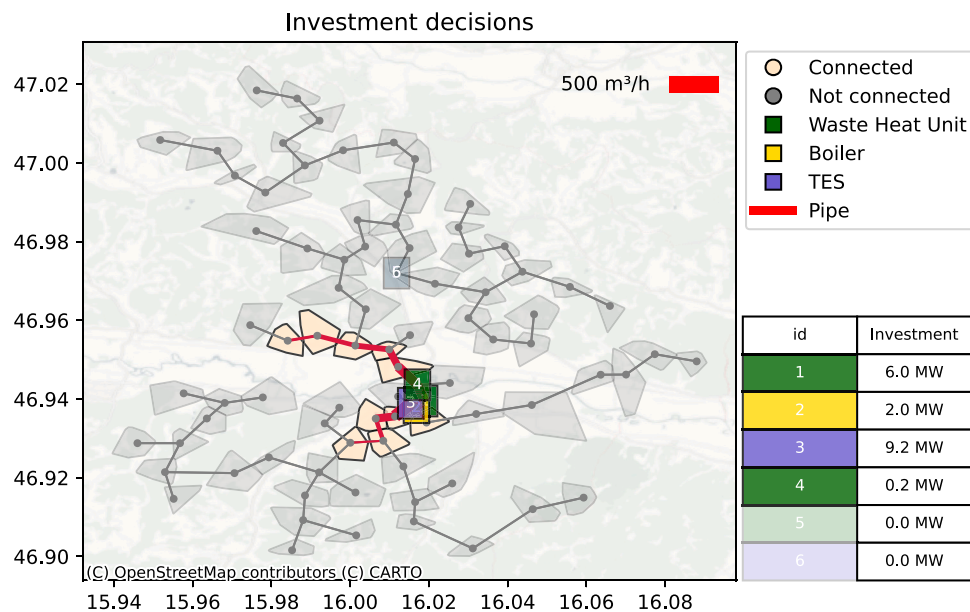 Investment decisions
47.02
47.00
46.98
46.96
46.94
46.92
46.90
15.94 15.96 15.98 16.00 16.02 16.04 16.06 16.08
500 m³/h
6
4
3
(C) OpenStreetMap contributors (C) CARTO
Connected
Not connected
Waste Heat Unit
Boiler
TES
Pipe
id Investment
1 6.0 MW
2 2.0 MW
3 9.2 MW
4 0.2 MW
5 0.0 MW
6 0.0 MW